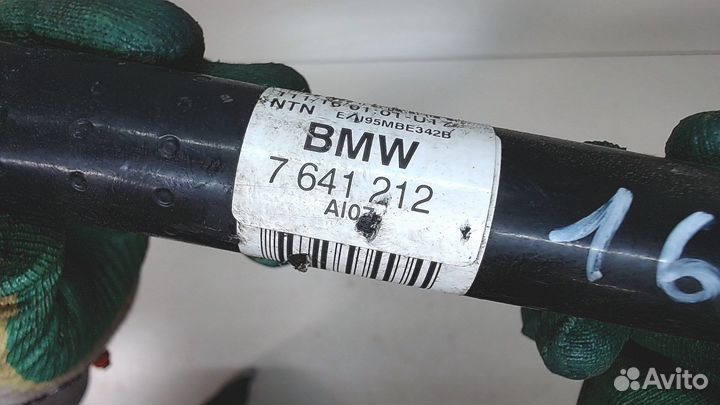 NTN
BMW
7 641 212
16
Avito